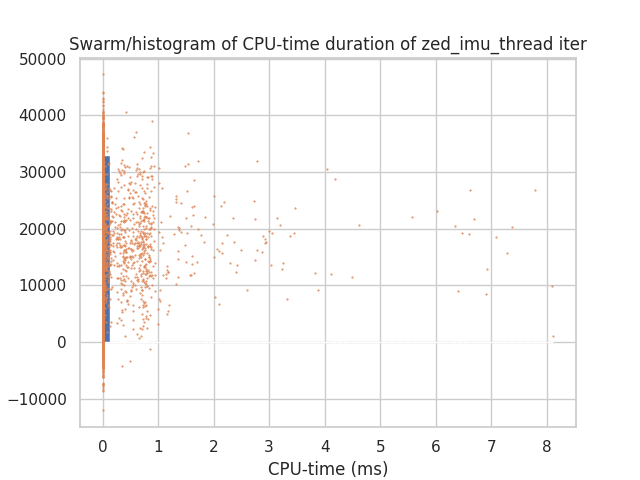 Swarm/histogram of CPU-time duration of zed_imu_thread iter
50000
40000
30000
20000
10000
0
−10000
0 1 2 3 4 5 6 7 8
CPU-time (ms)